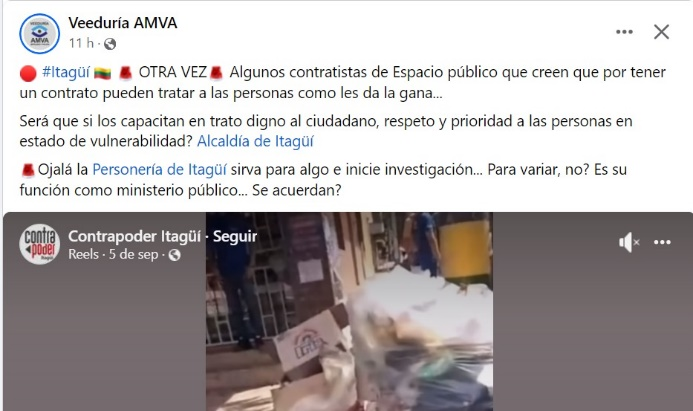 Veeduría AMVA
11 h ·
#Itagüí OTRA VEZ Algunos contratistas de Espacio público que creen que por tener
un contrato pueden tratar a las personas como les da la gana...
Será que si los capacitan en trato digno al ciudadano, respeto y prioridad a las personas en
estado de vulnerabilidad? Alcaldía de Itagüí
Ojalá la Personería de Itagüí sirva para algo e inicie investigación... Para variar, no? Es su
función como ministerio público... Se acuerdan?
Contrapoder Itagüí · Seguir
Reels · 5 de sep ·
VEEDURÍA
AMVA
contra
poder